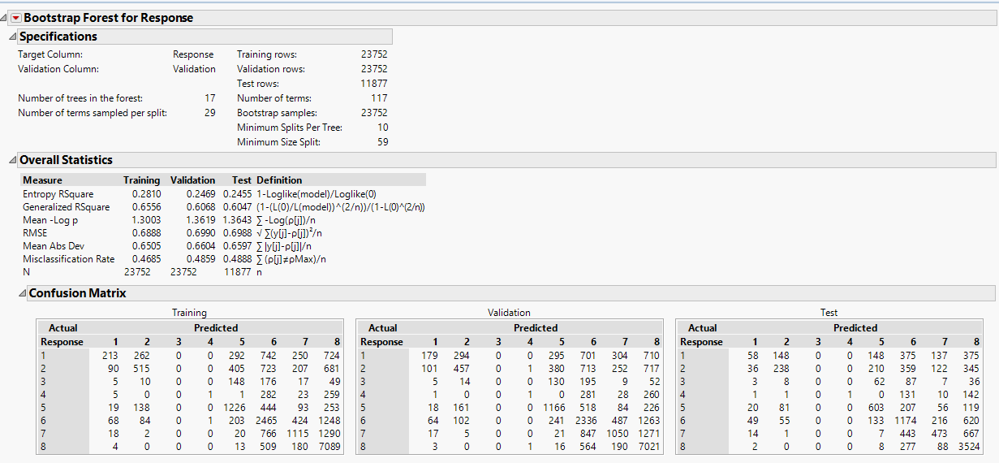 Bootstrap Forest for Response
Specifications
Target Column: Response Training rows: 23752
Validation Column: Validation Validation rows: 23752
Test rows: 11877
Number of trees in the forest: 17 Number of terms: 117
Number of terms sampled per split: 29 Bootstrap samples: 23752
Minimum Splits Per Tree: 10
Minimum Size Split: 59
Overall Statistics
Measure Training Validation Test Definition
Entropy RSquare 0.2810 0.2469 0.2455 1-Loglike(model)/Loglike(0)
Generalized RSquare 0.6556 0.6068 0.6047 (1-(L(0)/L(model))^(2/n))/(1-L(0)^(2/n))
Mean -Log p 1.3003 1.3619 1.3643 ∑ -Log(ρ[j])/n
RMSE 0.6888 0.6990 0.6988 √ ∑(y[j]-ρ[j])²/n
Mean Abs Dev 0.6505 0.6604 0.6597 ∑ |y[j]-ρ[j]|/n
Misclassification Rate 0.4685 0.4859 0.4888 ∑ (ρ[j]≠ρMax)/n
N 23752 23752 11877 n
Confusion Matrix
Training Validation Test
Actual Predicted Actual Predicted Actual Predicted
Response 1 2 3 4 5 6 7 8 Response 1 2 3 4 5 6 7 8 Response 1 2 3 4 5 6 7 8
1 213 262 0 0 292 742 250 724 1 179 294 0 0 295 701 304 710 1 58 148 0 0 148 375 137 375
2 90 515 0 0 405 723 207 681 2 101 457 0 1 380 713 252 717 2 36 238 0 0 210 359 122 345
3 5 10 0 0 148 176 17 49 3 5 14 0 0 130 195 9 52 3 3 8 0 0 62 87 7 36
4 5 0 0 1 1 282 23 259 4 1 0 0 1 0 281 28 260 4 1 1 0 1 0 131 10 142
5 19 138 0 0 1226 444 93 253 5 18 161 0 0 1166 518 84 226 5 20 81 0 0 603 207 56 119
6 68 84 0 1 203 2465 424 1248 6 64 102 0 0 241 2336 487 1263 6 49 55 0 0 133 1174 216 620
7 18 2 0 0 20 766 1115 1290 7 17 5 0 0 21 847 1050 1271 7 14 1 0 0 7 443 473 667
8 4 0 0 0 13 509 180 7089 8 3 0 0 1 16 564 190 7021 8 2 0 0 0 8 277 88 3524